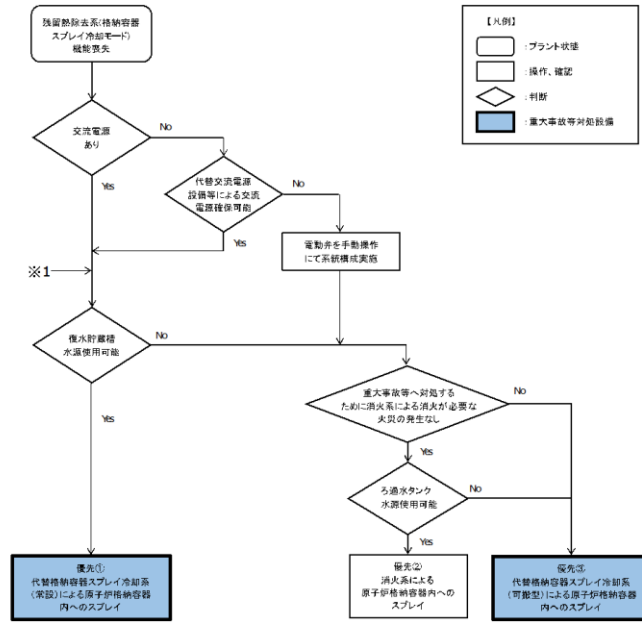 残留熱除去系(格納容器
スプレイ冷却モード)
機能喪失
【凡例】
：プラント状態
：操作、確認
：判断
：重大事故等対処設備
交流電源
あり
No
Yes
代替交流電源
設備等による交流
電源確保可能
No
Yes
電動弁を手動操作
にて系統構成実施
※1
復水貯蔵槽
水源使用可能
No
Yes
重大事故等へ対処する
ために消火系による消火が必要な
火災の発生なし
No
Yes
ろ過水タンク
水源使用可能
No
Yes
優先①
代替格納容器スプレイ冷却系
(常設)による原子炉格納容器
内へのスプレイ
優先②
消火系による
原子炉格納容器内への
スプレイ
優先③
代替格納容器スプレイ冷却系
(可搬型)による原子炉格納容器
内へのスプレイ